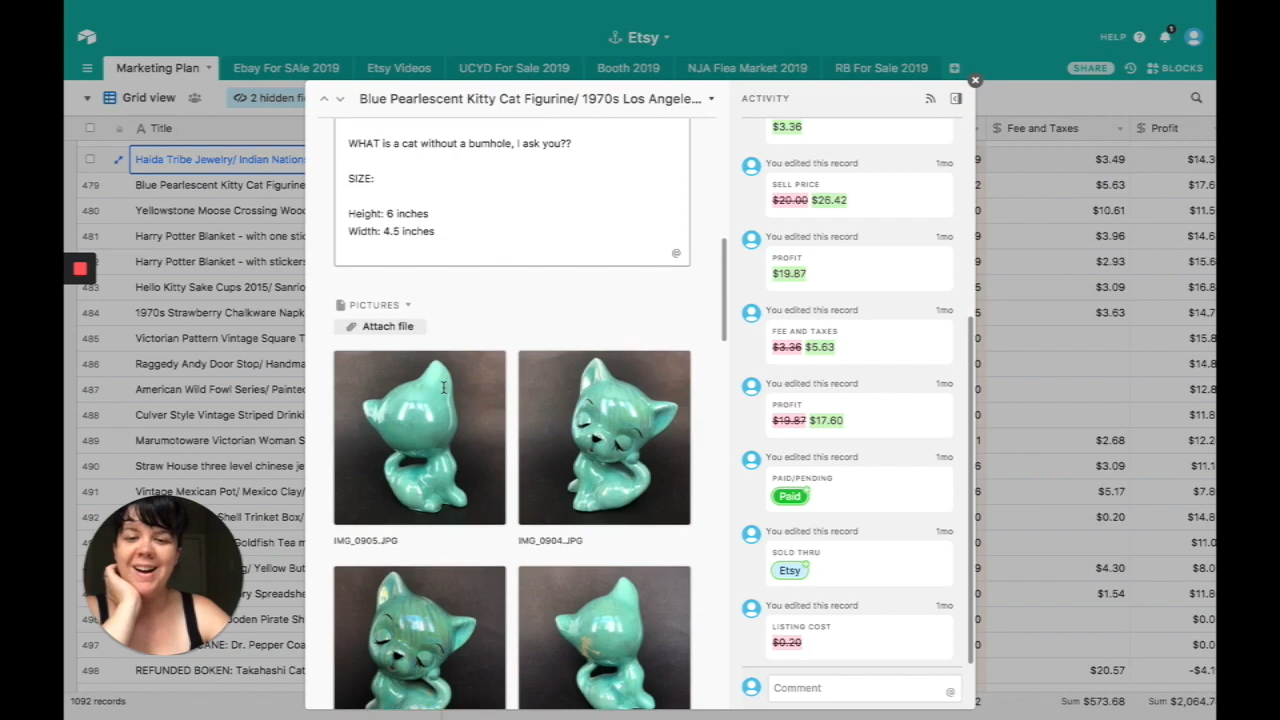 Etsy
HELP
1
Marketing Plan
Ebay For SAle 2019
Etsy Videos
UCYD For Sale 2019
Booth 2019
NJA Flea Market 2019
RB For Sale 2019
SHARE
BLOCKS
Grid view
2 hidden fi
Blue Pearlescent Kitty Cat Figurine/ 1970s Los Angele...
ACTIVITY
Title
Fee and Taxes
Profit
Haida Tribe Jewelry/ Indian Nation
$3.49
$14.3
479
Blue Pearlescent Kitty Cat Figurine
$5.63
$17.6
480
Yellowstone Moose Crossing Woo
$10.61
$11.5
481
Harry Potter Blanket - with one stic
$3.96
$15.4
Harry Potter Blanket - with stickers
$2.93
$15.6
483
Hello Kitty Sake Cups 2015/ Sanrio
$3.09
$16.8
484
1970s Strawberry Chalkware Napk
$3.63
$14.7
485
Victorian Pattern Vintage Square T
$15.8
486
Raggedy Andy Door Stop/ Handma
$14.8
487
American Wild Fowl Series/ Painte
$12.8
488
Culver Style Vintage Striped Drinki
$11.8
489
Marumotoware Victorian Woman S
$2.68
$12.2
490
Straw House three level chinese je
$3.09
$11.1
491
Vintage Mexican Pot/ Mexico Clay/
$5.17
$7.8
492
Shell Trinket Box/
$0.20
$14.8
Goldfish Tea m
$11.0
/ Yellow But
$4.30
$8.0
ory Spreadshe
$1.54
$11.8
ooden Pirate Sh
$0.0
ANE: Dr. Pepper Coa
$0.0
498
REFUNDED BOKEN: Takahashi Cat
$20.57
-$4.1
1092 records
Sum $573.68
Sum $2,064.7
WHAT is a cat without a bumhole, I ask you??
SIZE:
Height: 6 inches
Width: 4.5 inches
@
PICTURES
Attach file
IMG_0905.JPG
IMG_0904.JPG
$3.36
You edited this record
1mo
SELL PRICE
$20.00 $26.42
You edited this record
1mo
PROFIT
$19.87
You edited this record
1mo
FEE AND TAXES
$3.36 $5.63
You edited this record
1mo
PROFIT
$19.87 $17.60
You edited this record
1mo
PAID/PENDING
Paid
You edited this record
1mo
SOLD THRU
Etsy
You edited this record
1mo
LISTING COST
$0.20
Comment
@